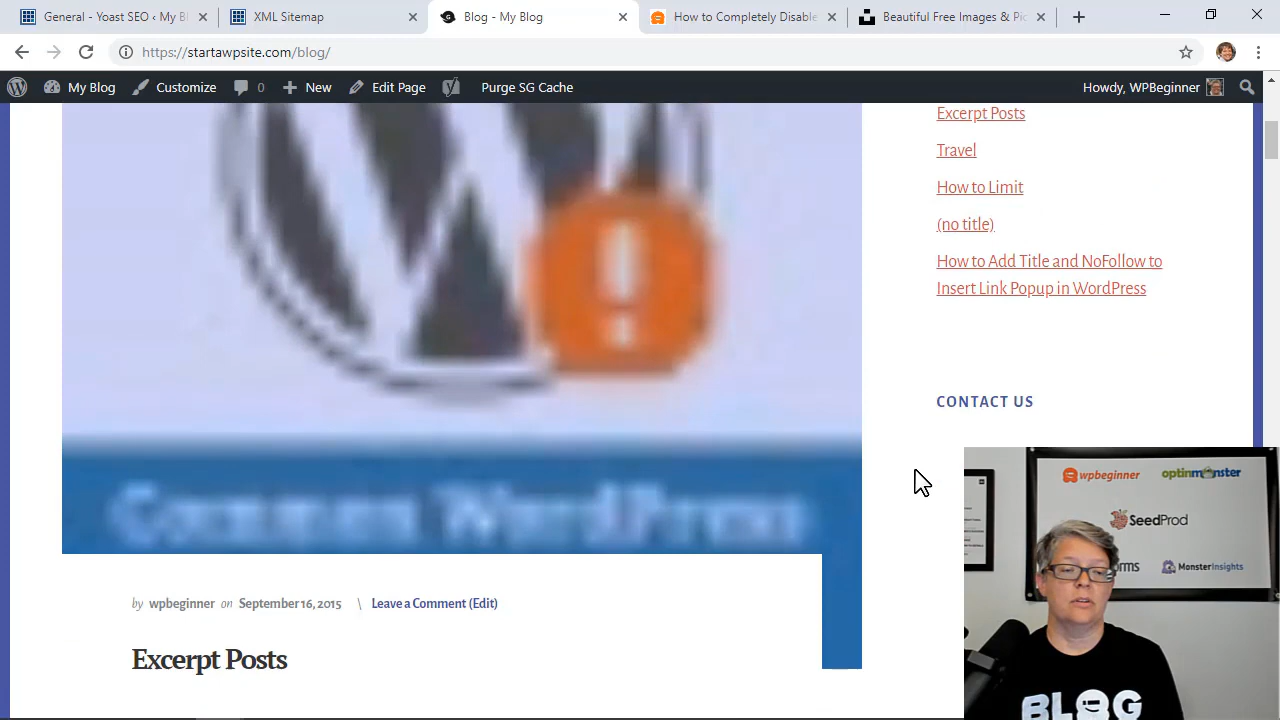 General - Yoast SEO ‹ My B
XML Sitemap
Blog - My Blog
How to Completely Disable
Beautiful Free Images & Pic
https://startawpsite.com/blog/
My Blog
Customize
0
New
Edit Page
Purge SG Cache
Howdy, WPBeginner
Excerpt Posts
Travel
How to Limit
(no title)
How to Add Title and NoFollow to
Insert Link Popup in WordPress
CONTACT US
Common WordPress
by wpbeginner on September 16, 2015 \ Leave a Comment (Edit)
Excerpt Posts
wpbeginner
optinmonster
SeedProd
orms
MonsterInsights
BLOG